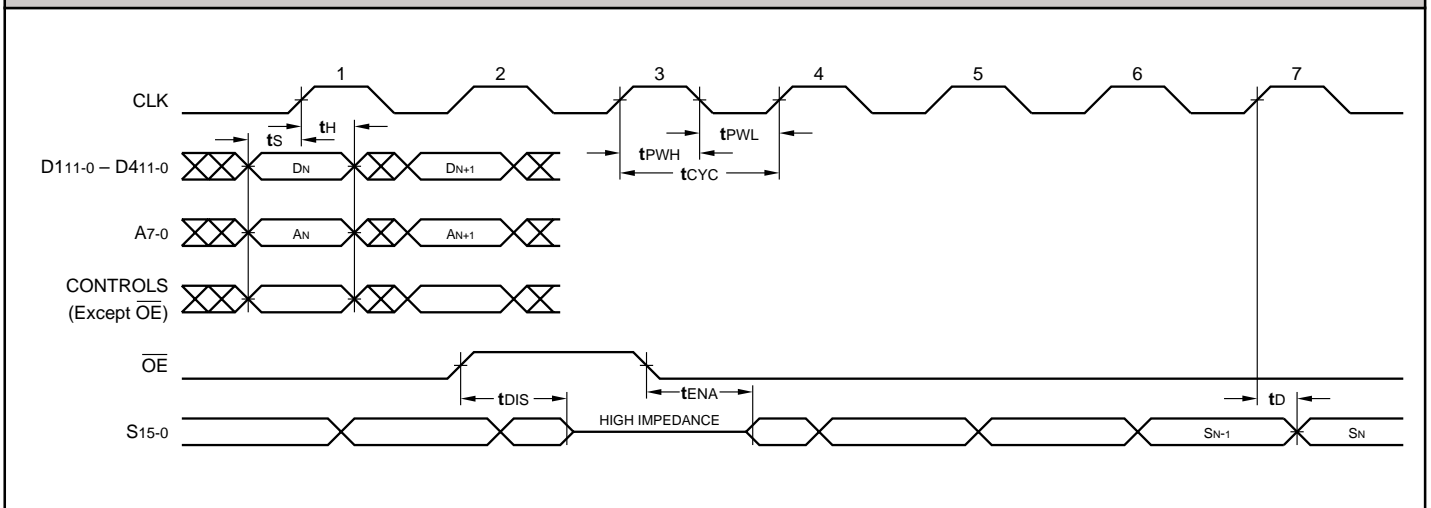 1 2 3 4 5 6 7
CLK
tS tH
tPWL
tPWH
tCYC
D111-0 – D411-0 DN DN+1
A7-0 AN AN+1
CONTROLS
(Except OE)
OE
tDIS tENA tD
S15-0 HIGH IMPEDANCE SN-1 SN